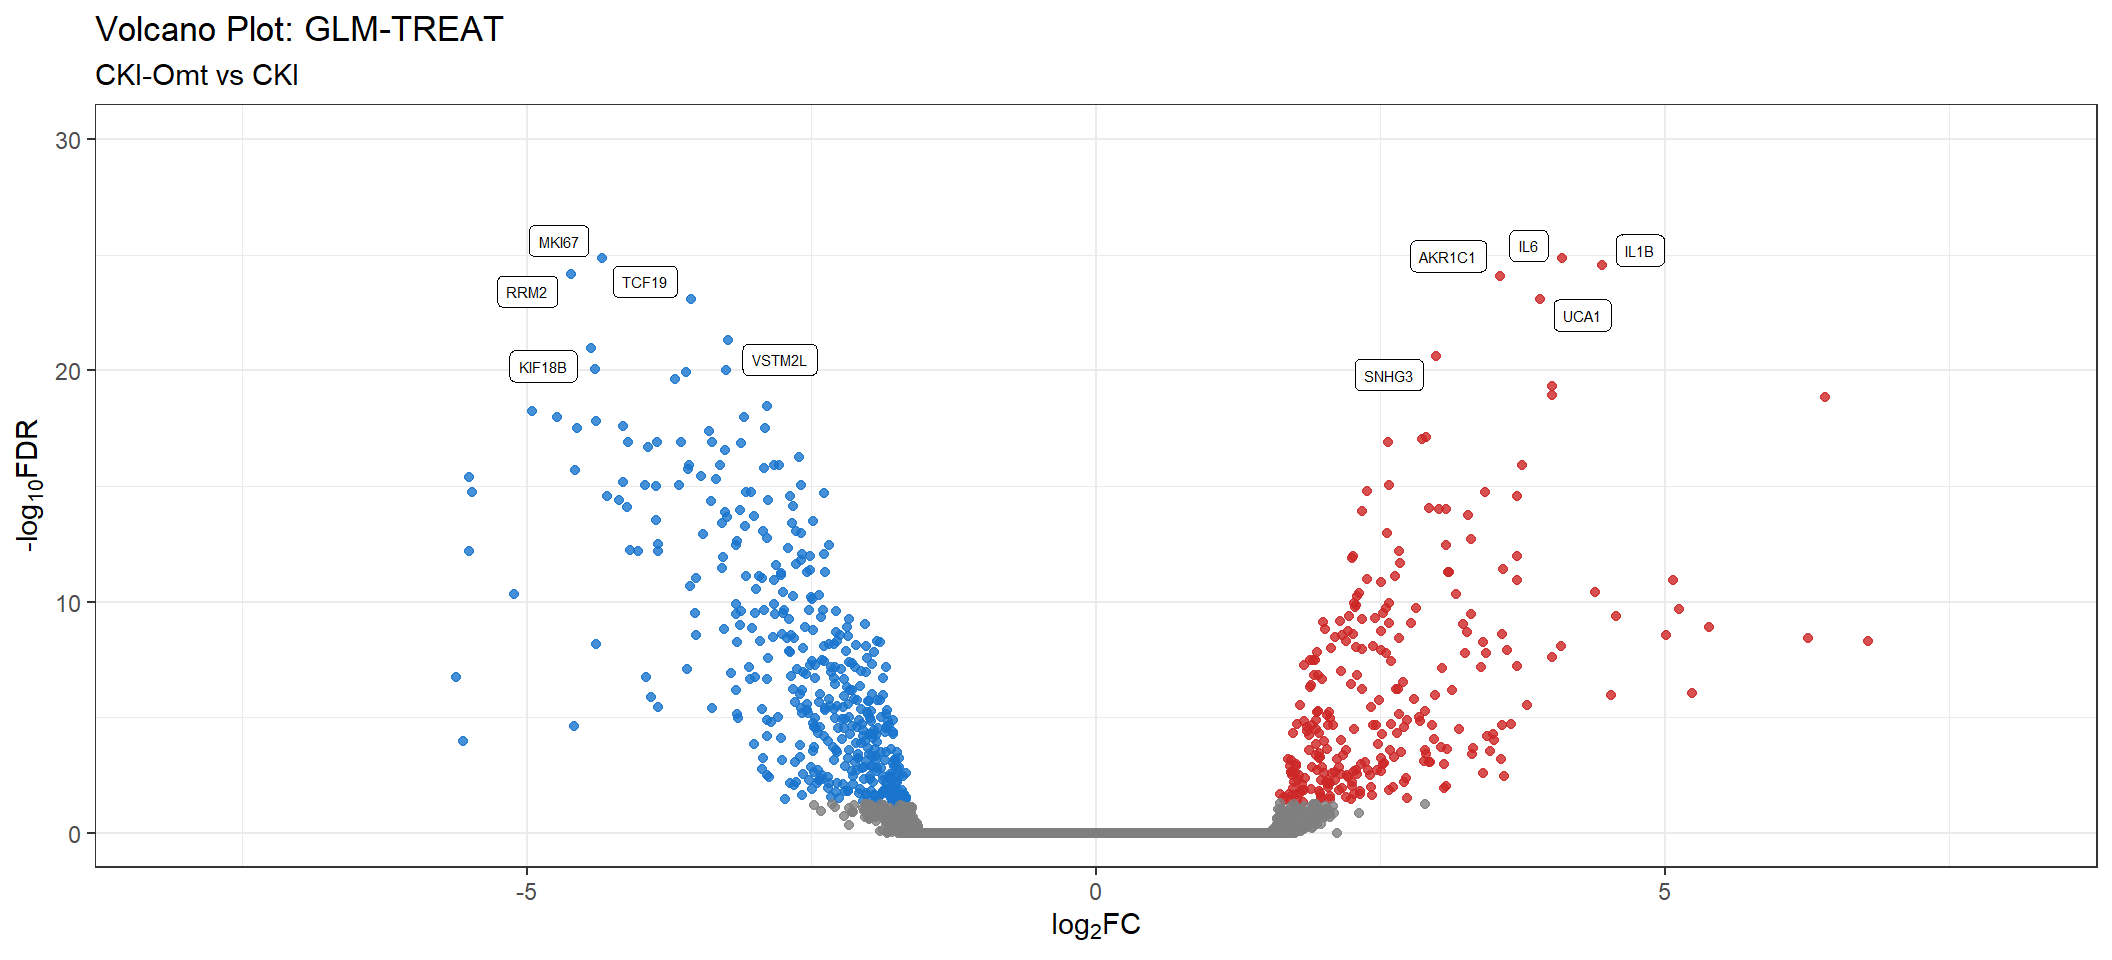 Volcano Plot: GLM-TREAT
CKI-Omt vs CKI
30
20
10
0
-log10FDR
MKI67
RRM2
TCF19
KIF18B
VSTM2L
AKR1C1
IL6
IL1B
UCA1
SNHG3
-5
0
5
log2FC